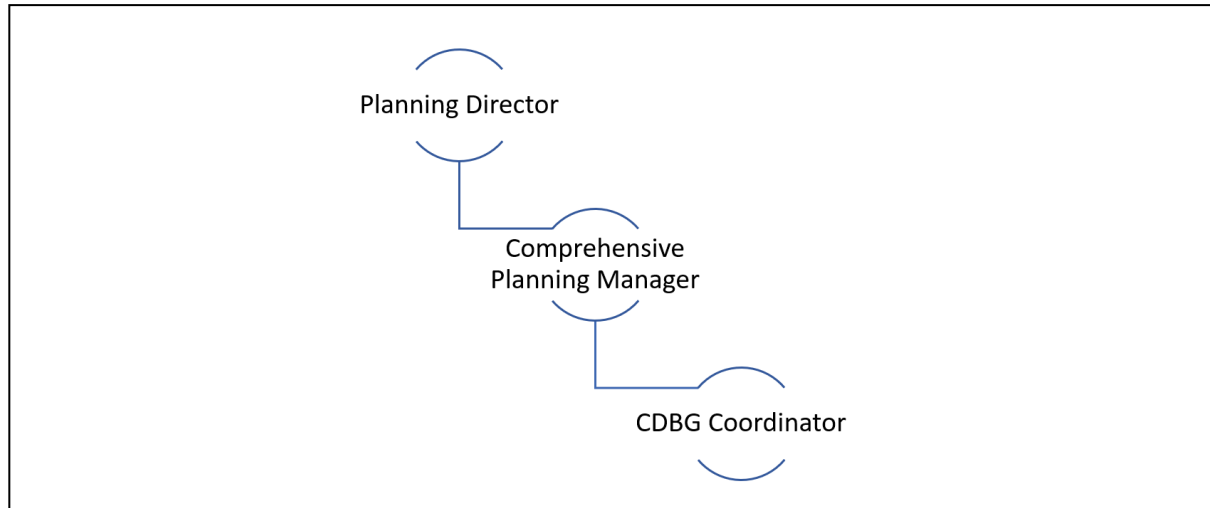 Planning Director
Comprehensive
Planning Manager
CDBG Coordinator